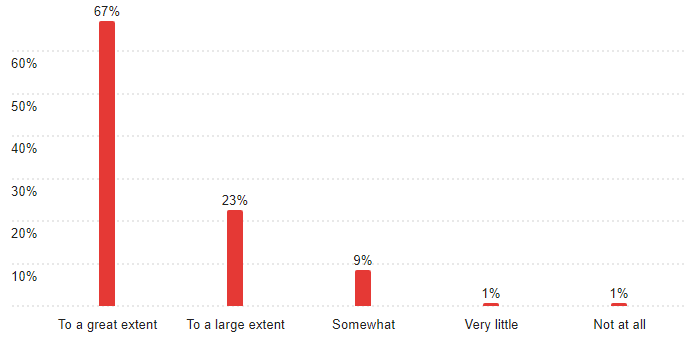 67%
60%
50%
40%
30%
23%
20%
10%
9%
1%
1%
To a great extent
To a large extent
Somewhat
Very little
Not at all